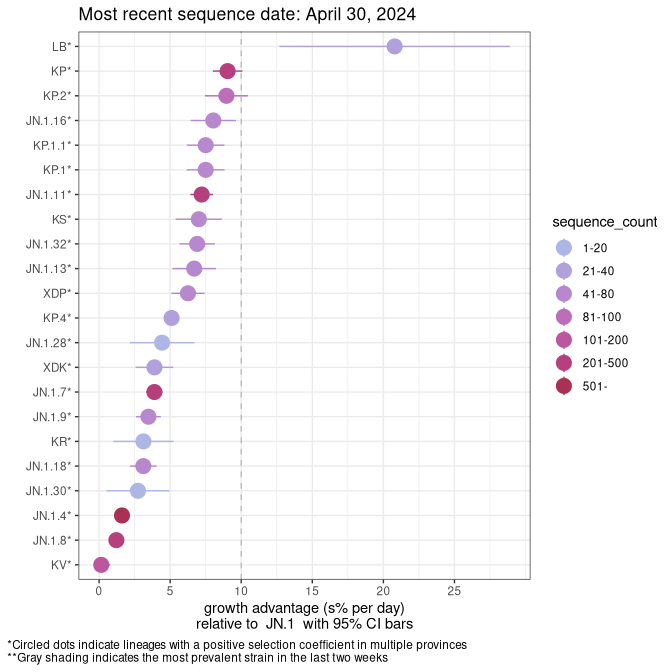 Most recent sequence date: April 30, 2024
LB*
KP*
KP.2*
JN.1.16*
KP.1.1*
KP.1*
JN.1.11*
KS*
JN.1.32*
JN.1.13*
XDP*
KP.4*
JN.1.28*
XDK*
JN.1.7*
JN.1.9*
KR*
JN.1.18*
JN.1.30*
JN.1.4*
JN.1.8*
KV*
0 5 10 15 20 25
growth advantage (s% per day)
relative to JN.1 with 95% CI bars
sequence_count
1-20
21-40
41-80
81-100
101-200
201-500
501-
*Circled dots indicate lineages with a positive selection coefficient in multiple provinces
**Gray shading indicates the most prevalent strain in the last two weeks